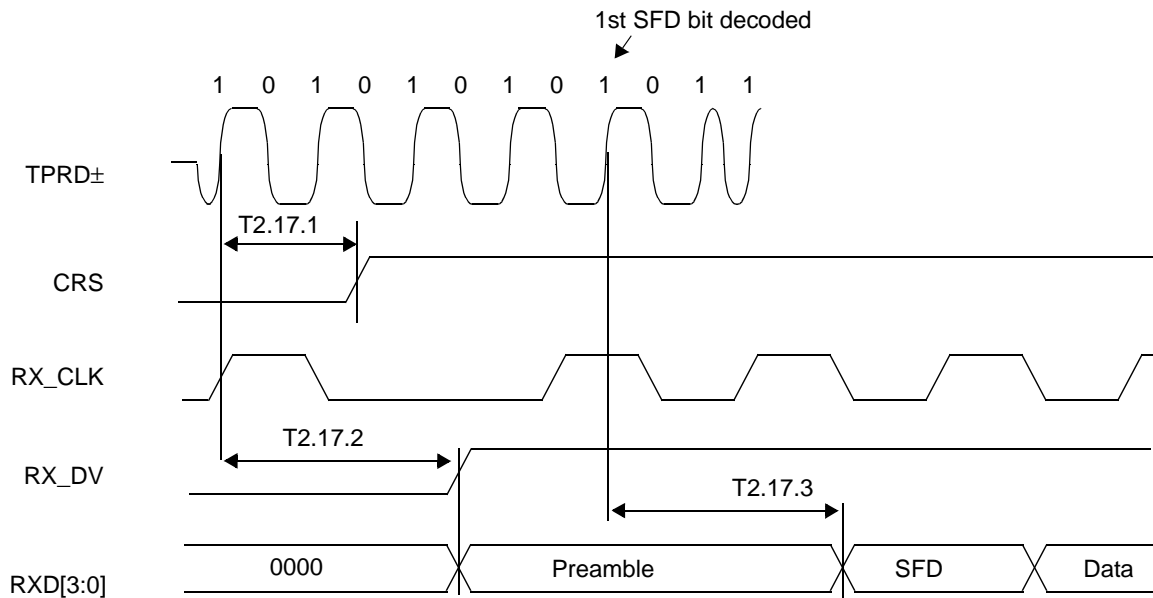 1st SFD bit decoded
1 0 1 0 1 0 1 0 1 0 1 1
TPRD±
T2.17.1
CRS
RX_CLK
T2.17.2
RX_DV
T2.17.3
RXD[3:0] 0000 Preamble SFD Data